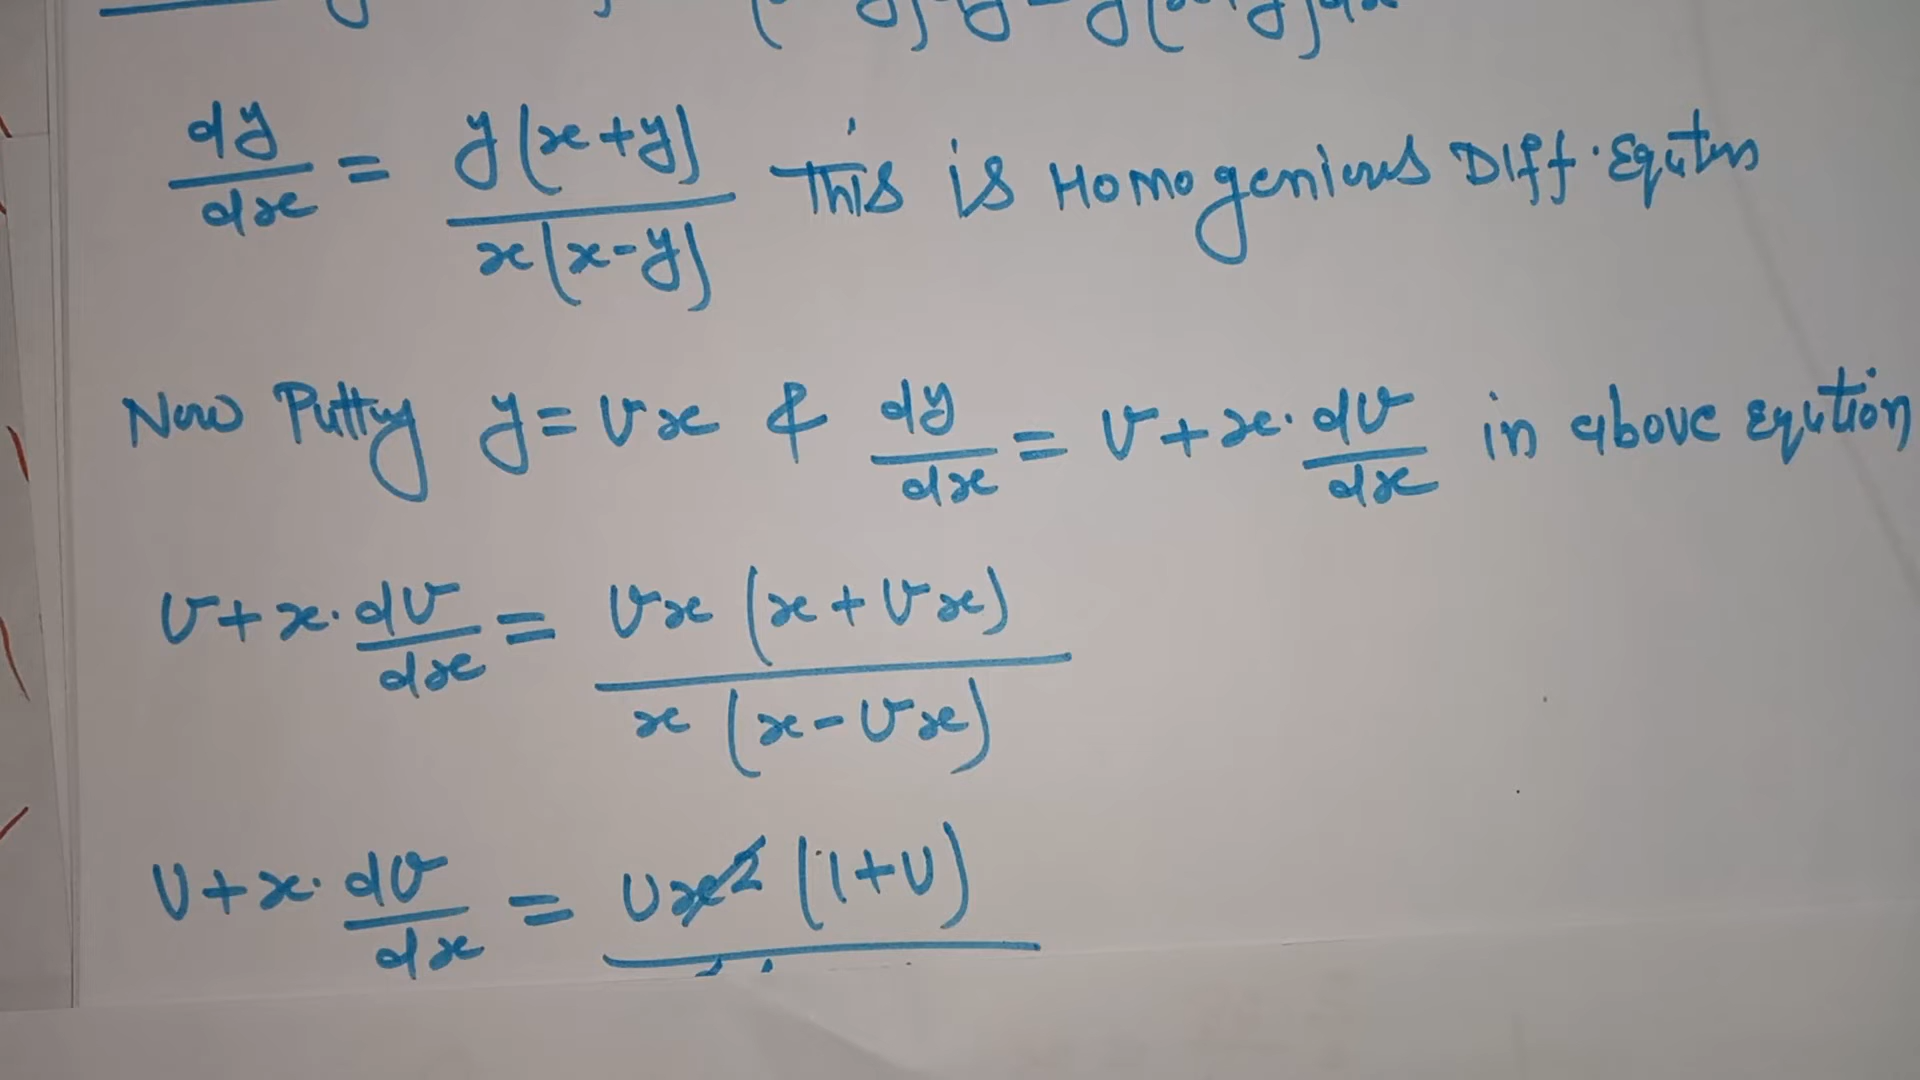 dy/dx = y(x+y)/x(x-y) This is Homogenious Diff. Equtin
Now Putting y = vx & dy/dx = v + x. dv/dx in above Eqution
v + x. dv/dx = vx (x + vx)/x (x - vx)
v + x. dv/dx = vx² (1+v)